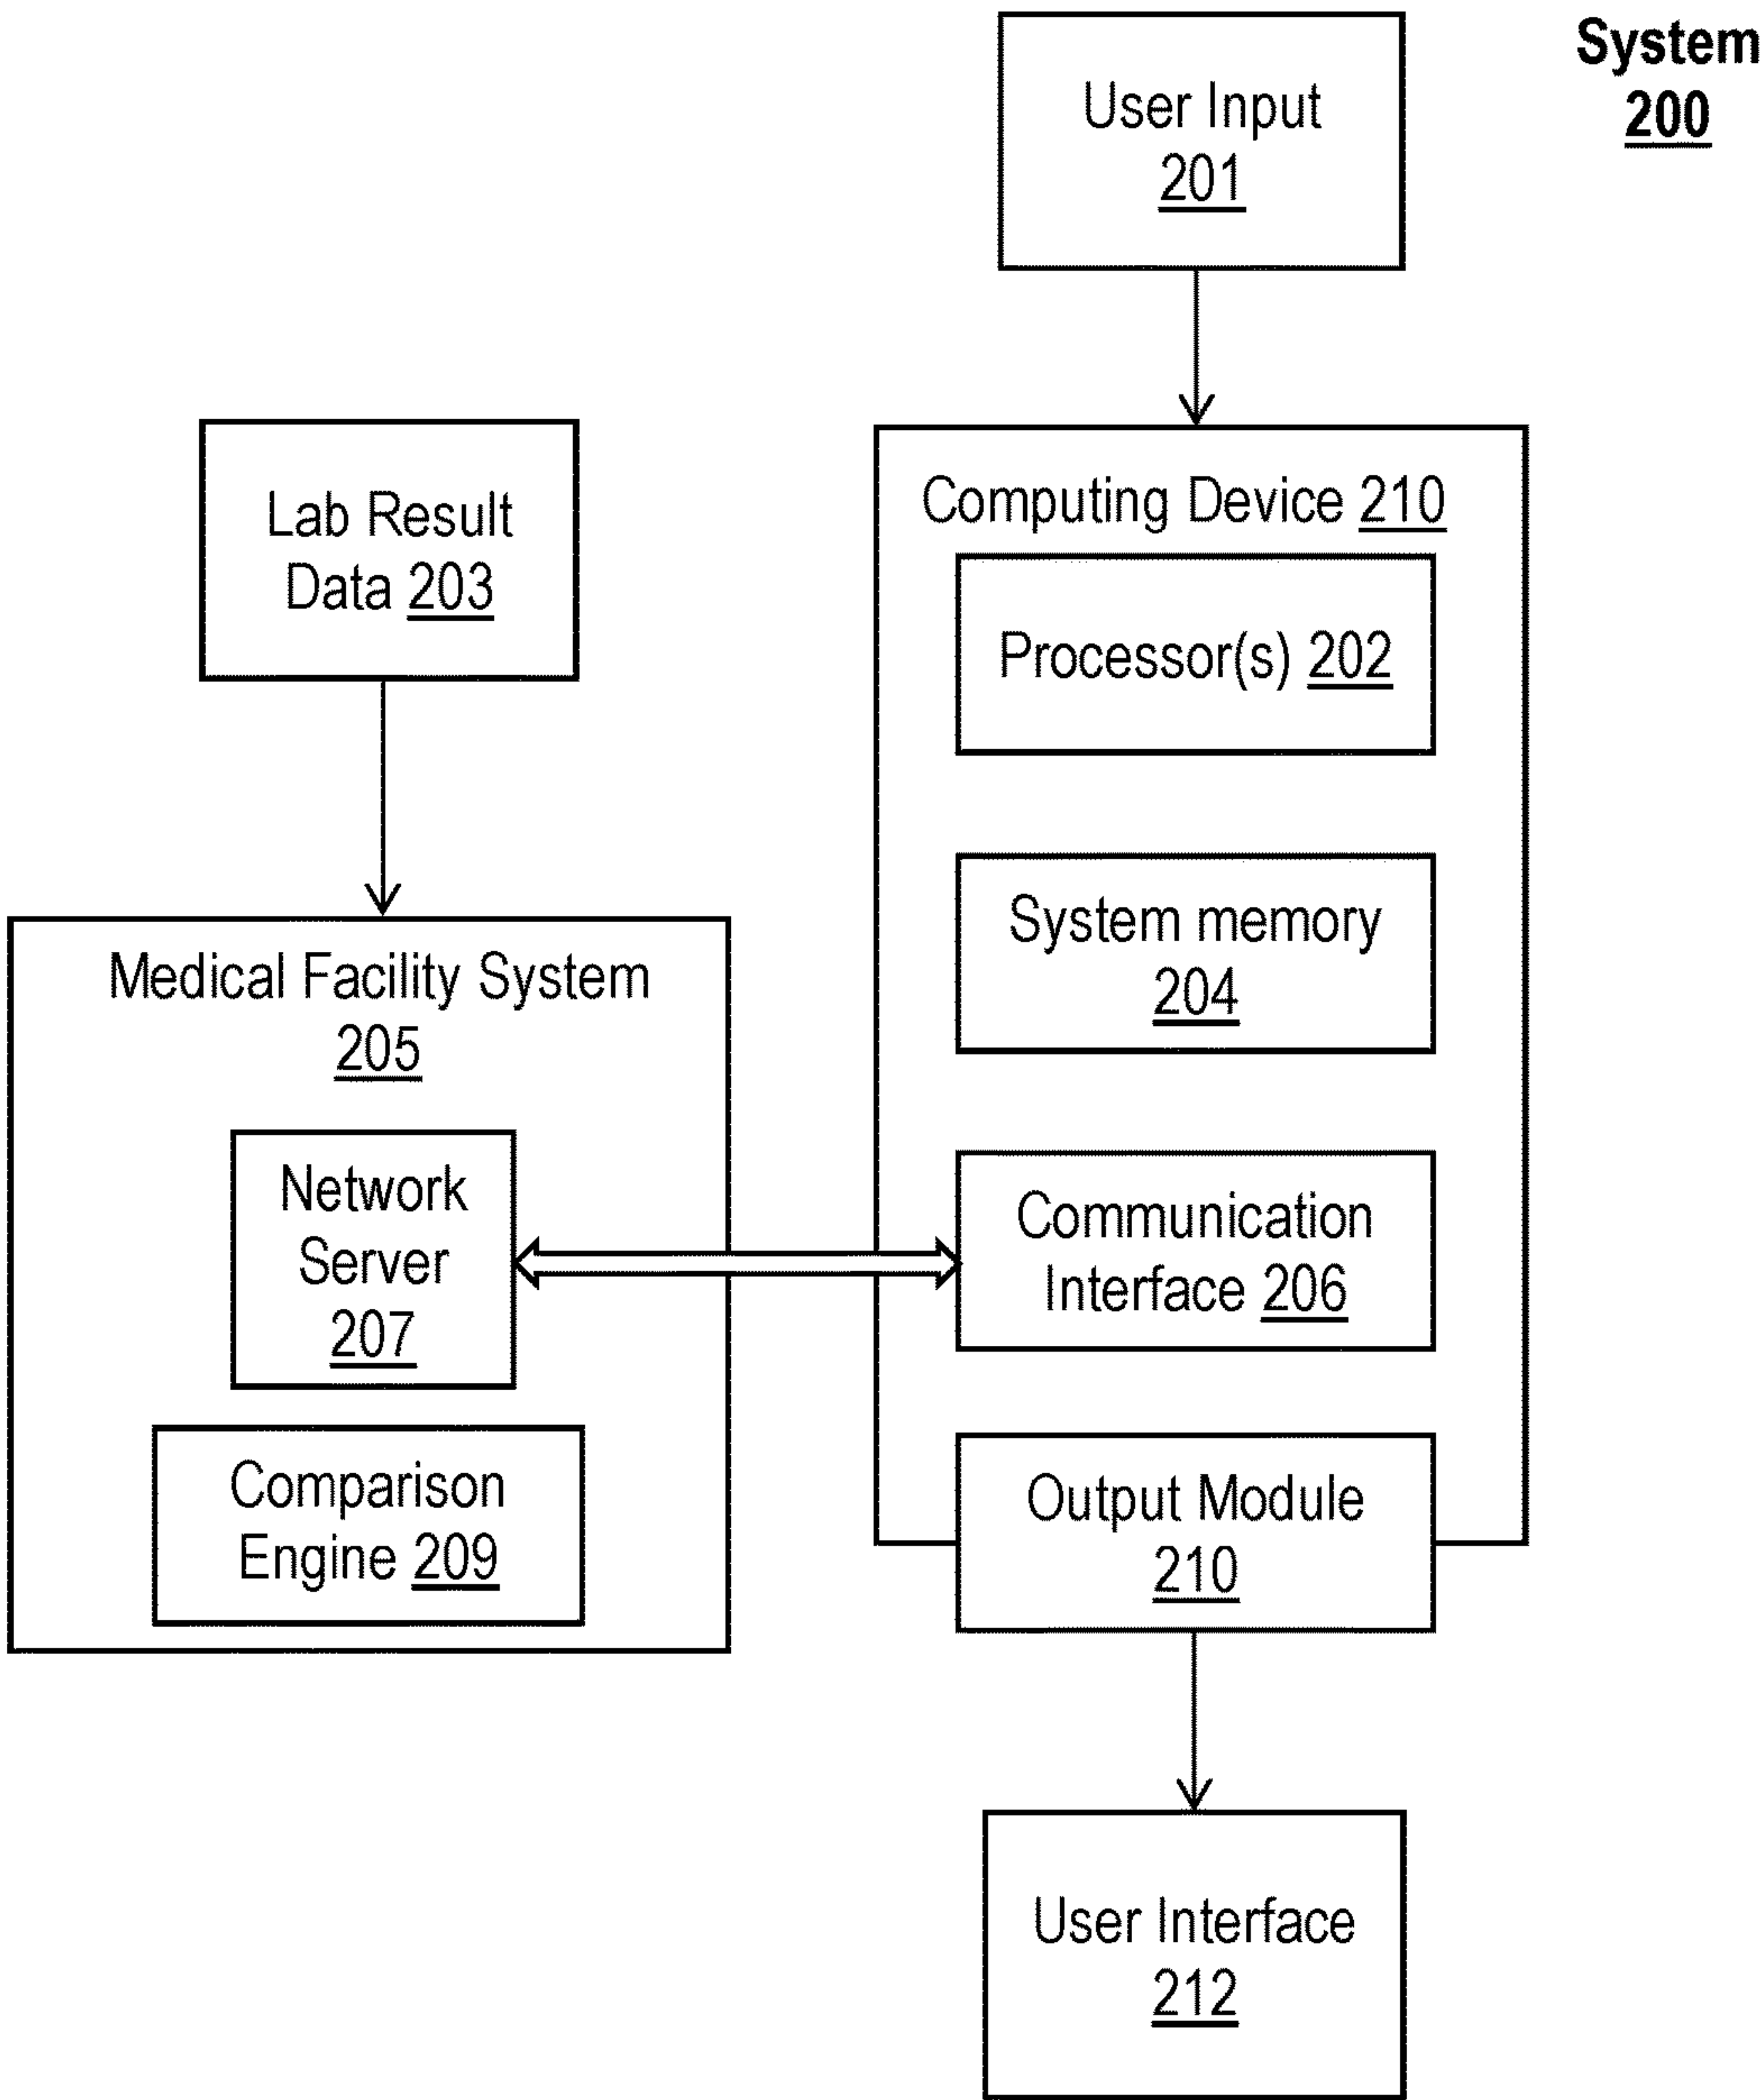 System
200
User Input
201
Lab Result
Data 203
Computing Device 210
Processor(s) 202
System memory
204
Medical Facility System
205
Network
Server
207
Communication
Interface 206
Comparison
Engine 209
Output Module
210
User Interface
212